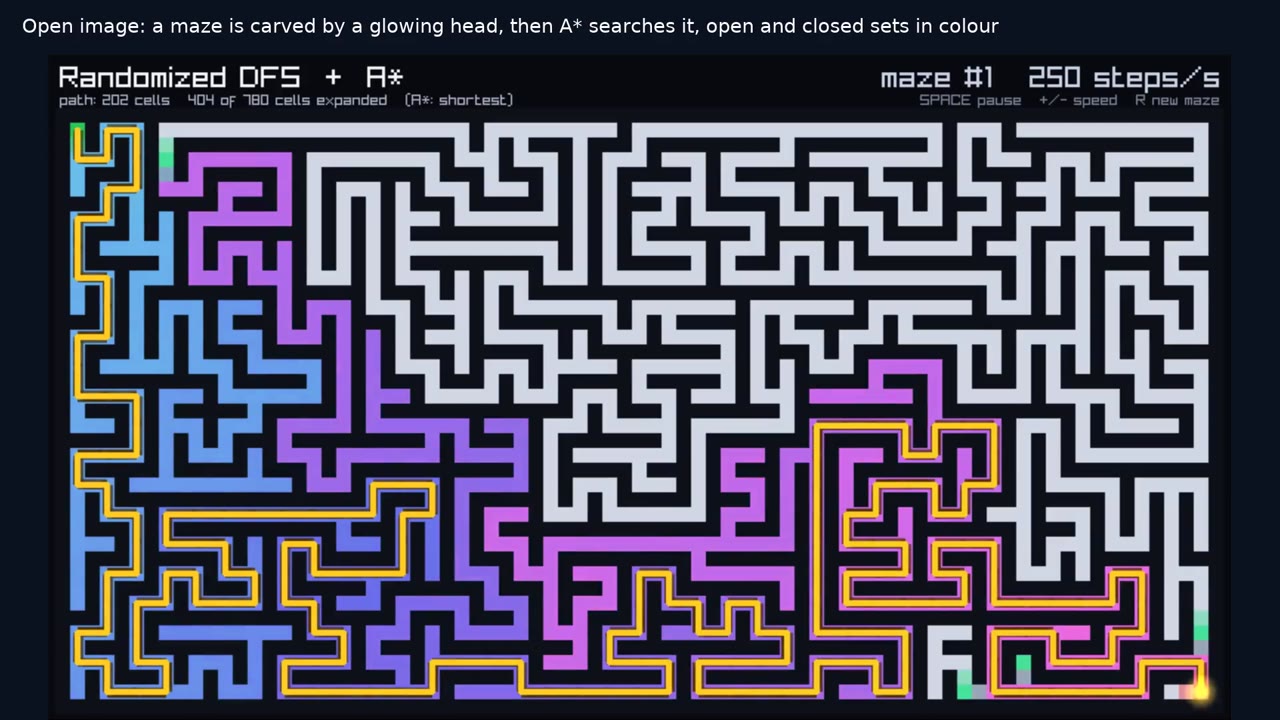 Open image: a maze is carved by a glowing head, then A* searches it, open and closed sets in colour
Randomized DFS + A* maze #1 250 steps/s
path: 202 cells 404 of 780 cells expanded (A*: shortest) SPACE pause +/- speed R new maze